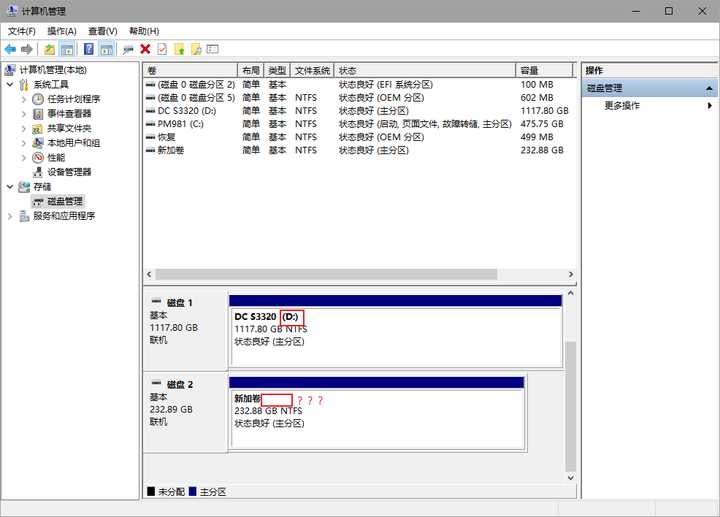 计算机管理
文件(F) 操作(A) 查看(V) 帮助(H)
计算机管理(本地)
系统工具
任务计划程序
事件查看器
共享文件夹
本地用户和组
性能
设备管理器
存储
磁盘管理
服务和应用程序
卷 布局 类型 文件系统 状态 容量
(磁盘 0 磁盘分区 2) 简单 基本 状态良好 (EFI 系统分区) 100 MB
(磁盘 0 磁盘分区 5) 简单 基本 NTFS 状态良好 (OEM 分区) 602 MB
DC S3320 (D:) 简单 基本 NTFS 状态良好 (主分区) 1117.80 GB
PM981 (C:) 简单 基本 NTFS 状态良好 (启动, 页面文件, 故障转储, 主分区) 475.75 GB
恢复 简单 基本 NTFS 状态良好 (OEM 分区) 499 MB
新加卷 简单 基本 NTFS 状态良好 (主分区) 232.88 GB
磁盘 1
基本
1117.80 GB
联机
DC S3320 (D:)
1117.80 GB NTFS
状态良好 (主分区)
磁盘 2
基本
232.89 GB
联机
新加卷 ? ? ?
232.88 GB NTFS
状态良好 (主分区)
未分配 主分区
操作
磁盘管理
更多操作